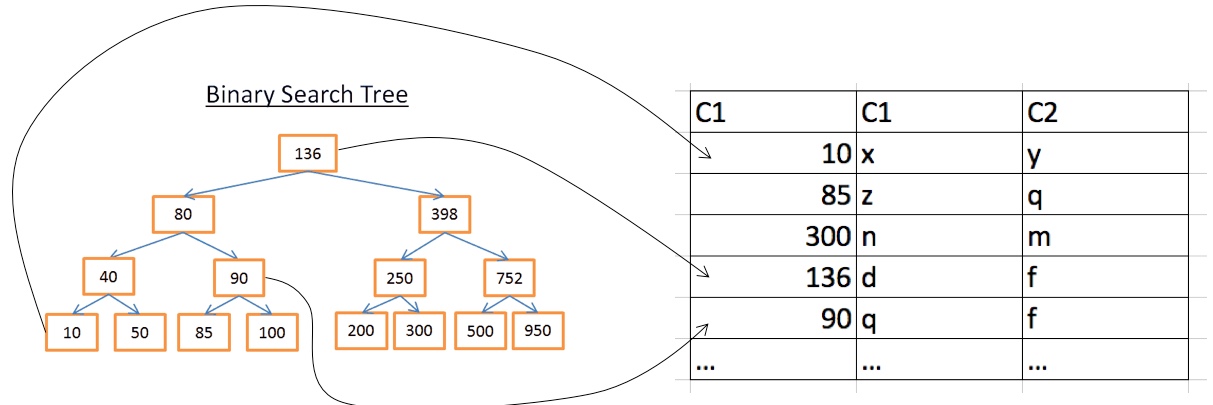 Binary Search Tree
136
80 398
40 90 250 752
10 50 85 100 200 300 500 950
C1 C1 C2
10 x y
85 z q
300 n m
136 d f
90 q f
... ... ...